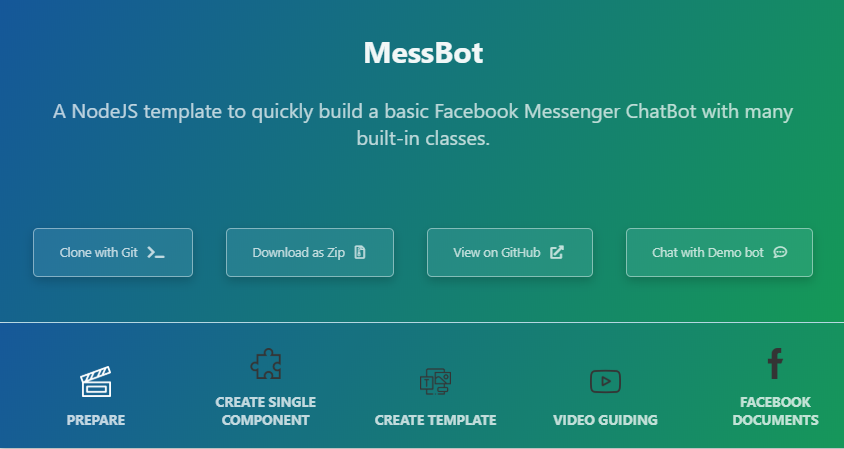 MessBot
A NodeJS template to quickly build a basic Facebook Messenger ChatBot with many
built-in classes.
Clone with Git
Download as Zip
View on GitHub
Chat with Demo bot
PREPARE
CREATE SINGLE
COMPONENT
CREATE TEMPLATE
VIDEO GUIDING
FACEBOOK
DOCUMENTS